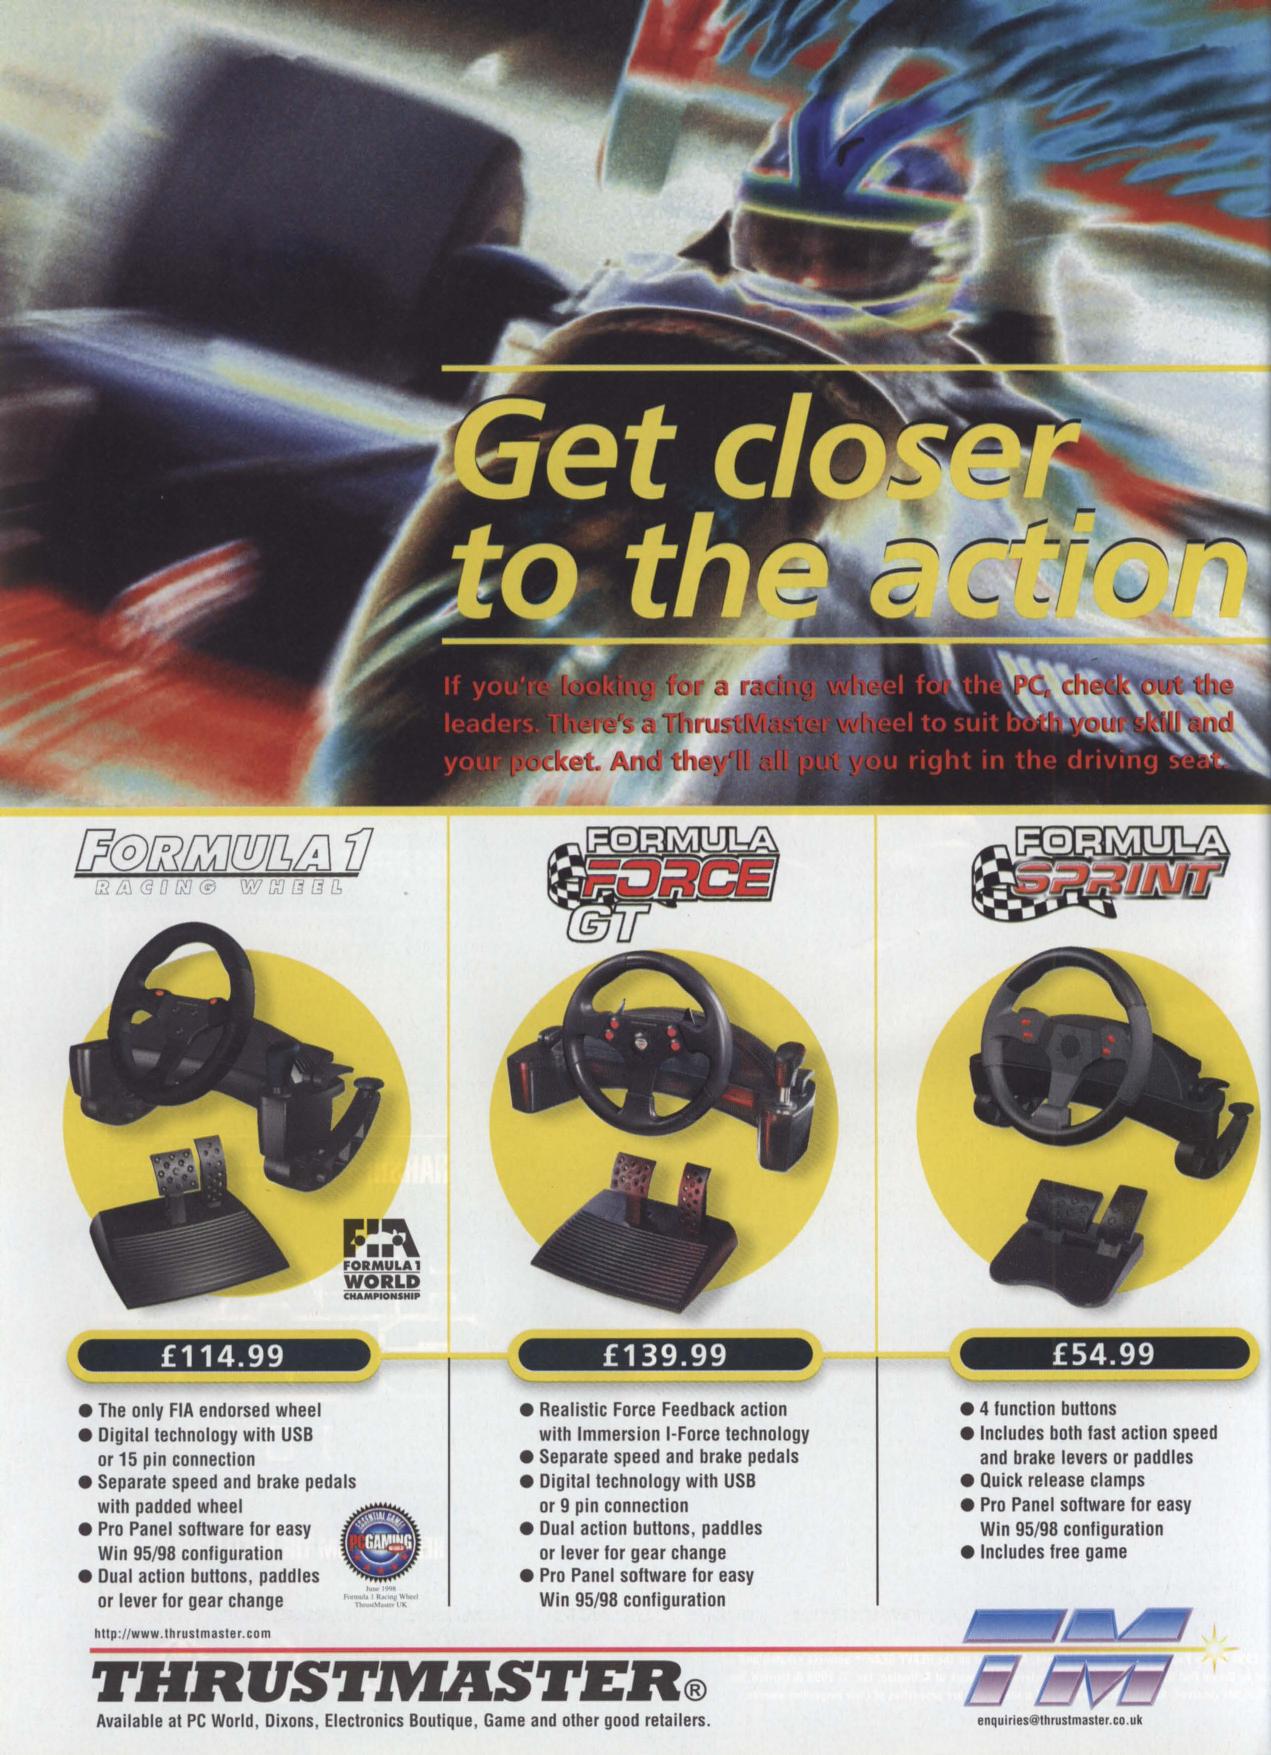 Get closer
to the action
If you're looking for a racing wheel for the PC, check out the
leaders. There's a ThrustMaster wheel to suit both your skill and
your pocket. And they'll all put you right in the driving seat.
FORMULA 1
RACING WHEEL
FIA
FORMULA 1
WORLD
CHAMPIONSHIP
£114.99
● The only FIA endorsed wheel
● Digital technology with USB
or 15 pin connection
● Separate speed and brake pedals
with padded wheel
● Pro Panel software for easy
Win 95/98 configuration
● Dual action buttons, paddles
or lever for gear change
ESSENTIAL GAME!
PC GAMING
WORLD
June 1998
Formula 1 Racing Wheel
ThrustMaster UK
FORMULA
FORCE
GT
£139.99
● Realistic Force Feedback action
with Immersion I-Force technology
● Separate speed and brake pedals
● Digital technology with USB
or 9 pin connection
● Dual action buttons, paddles
or lever for gear change
● Pro Panel software for easy
Win 95/98 configuration
FORMULA
SPRINT
£54.99
● 4 function buttons
● Includes both fast action speed
and brake levers or paddles
● Quick release clamps
● Pro Panel software for easy
Win 95/98 configuration
● Includes free game
http://www.thrustmaster.com
THRUSTMASTER®
Available at PC World, Dixons, Electronics Boutique, Game and other good retailers.
TM
enquiries@thrustmaster.co.uk